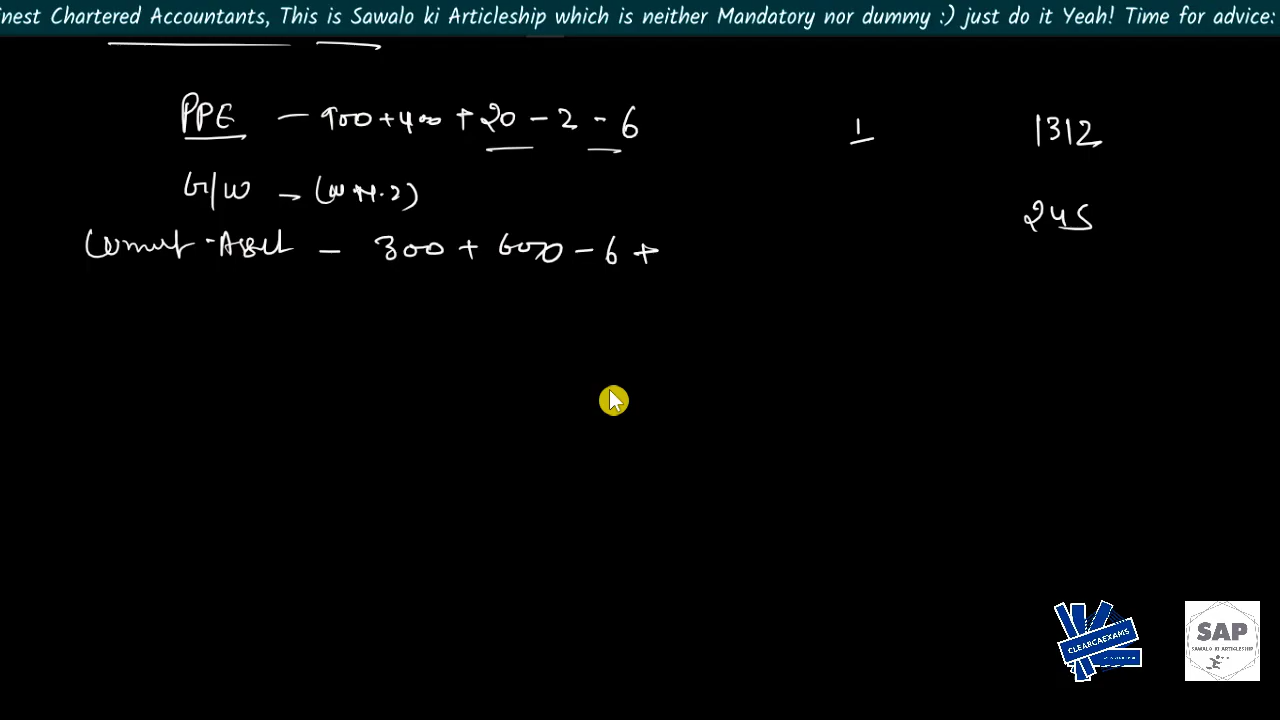 inest Chartered Accountants, This is Sawalo ki Articleship which is neither Mandatory nor dummy :) just do it Yeah! Time for advice:
PPE — 900 + 400 + 20 - 2 - 6 1 1312
G/W - (W.N.2) 245
Current Asset - 300 + 600 - 6 +
CLEARCAEXAMS
SAP
SAWALO KI ARTICLESHIP